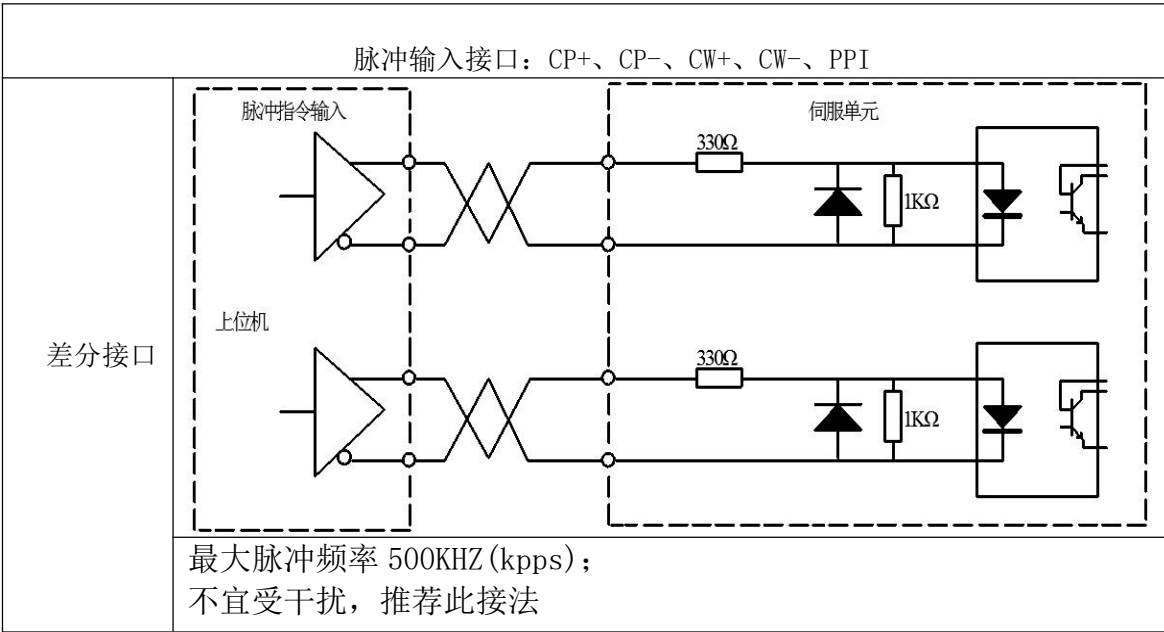 脉冲输入接口：CP+、CP-、CW+、CW-、PPI
脉冲指令输入
伺服单元
330Ω
1KΩ
上位机
差分接口
330Ω
1KΩ
最大脉冲频率 500KHZ(kpps)；
不宜受干扰，推荐此接法